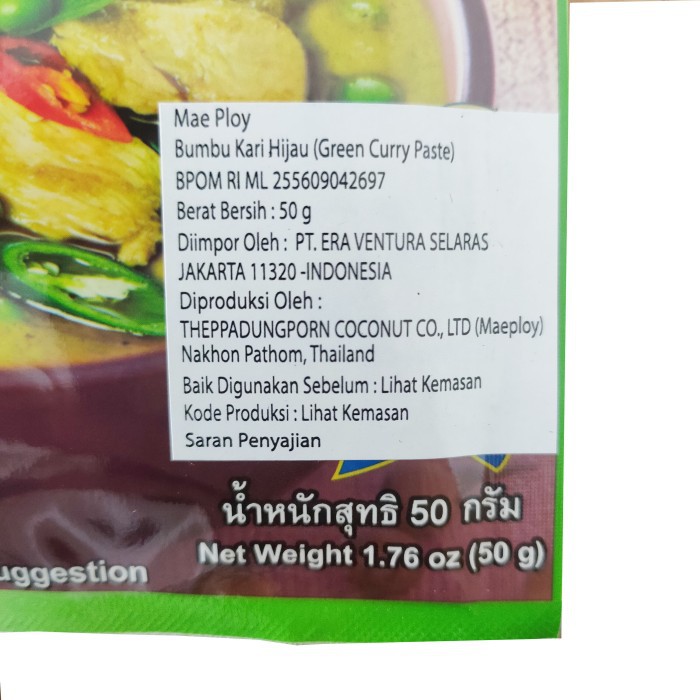 Mae Ploy
Bumbu Kari Hijau (Green Curry Paste)
BPOM RI ML 255609042697
Berat Bersih : 50 g
Diimpor Oleh : PT. ERA VENTURA SELARAS
JAKARTA 11320 -INDONESIA
Diproduksi Oleh :
THEPPADUNGPORN COCONUT CO., LTD (Maeploy)
Nakhon Pathom, Thailand
Baik Digunakan Sebelum : Lihat Kemasan
Kode Produksi : Lihat Kemasan
Saran Penyajian
น้ำหนักสุทธิ 50 กรัม
Net Weight 1.76 oz (50 g)
uggestion